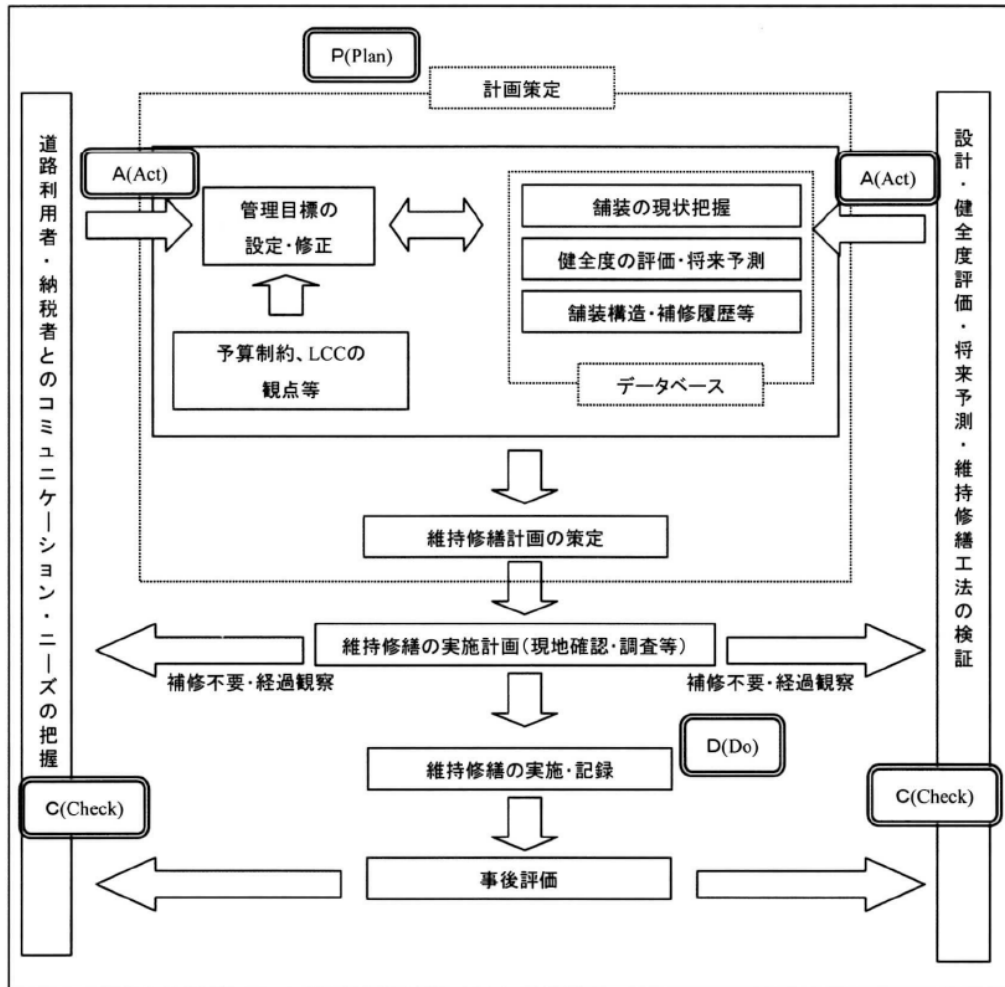 P(Plan)
計画策定
道路利用者・納税者とのコミュニケーション・ニーズの把握
設計・健全度評価・将来予測・維持修繕工法の検証
A(Act)
A(Act)
管理目標の
設定・修正
舗装の現状把握
健全度の評価・将来予測
舗装構造・補修履歴等
予算制約、LCCの
観点等
データベース
維持修繕計画の策定
維持修繕の実施計画(現地確認・調査等)
補修不要・経過観察
補修不要・経過観察
D(Do)
維持修繕の実施・記録
C(Check)
C(Check)
事後評価